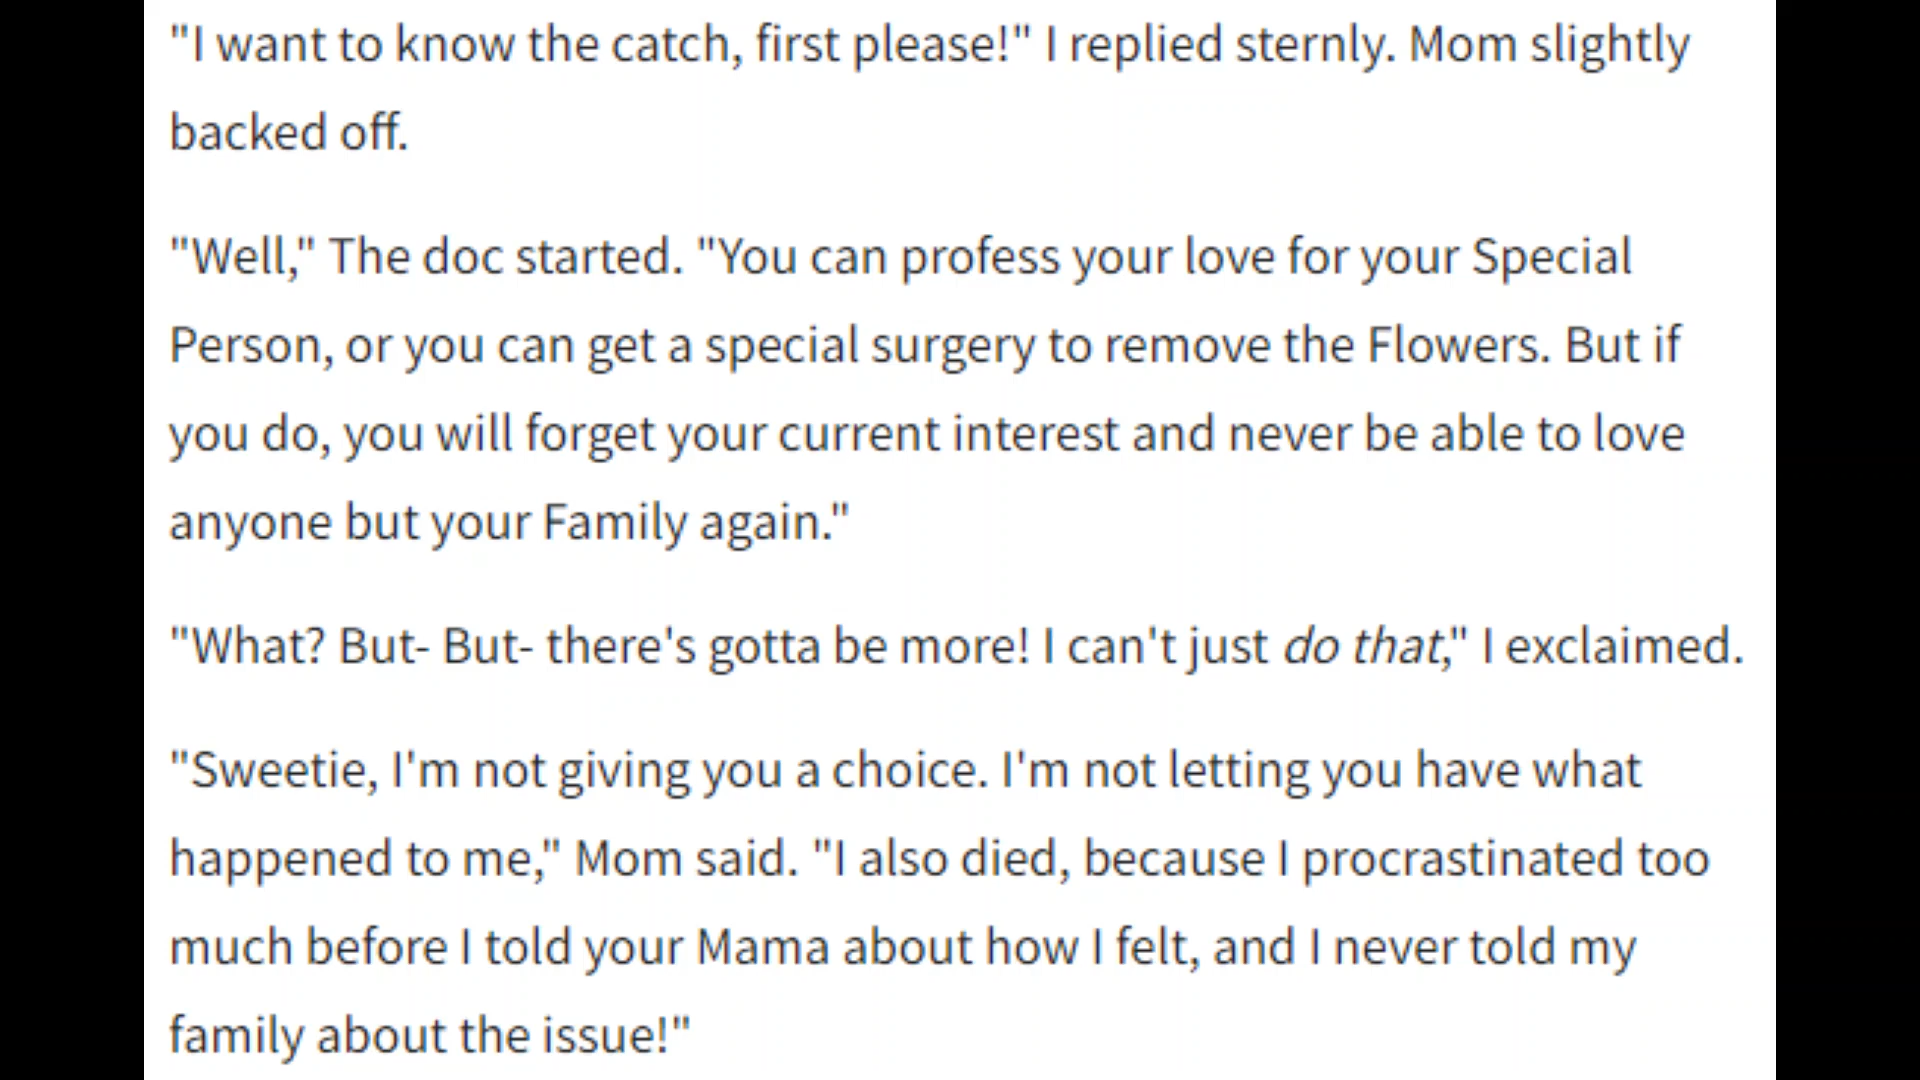 "I want to know the catch, first please!" I replied sternly. Mom slightly
backed off.
"Well," The doc started. "You can profess your love for your Special
Person, or you can get a special surgery to remove the Flowers. But if
you do, you will forget your current interest and never be able to love
anyone but your Family again."
"What? But- But- there's gotta be more! I can't just do that," I exclaimed.
"Sweetie, I'm not giving you a choice. I'm not letting you have what
happened to me," Mom said. "I also died, because I procrastinated too
much before I told your Mama about how I felt, and I never told my
family about the issue!"